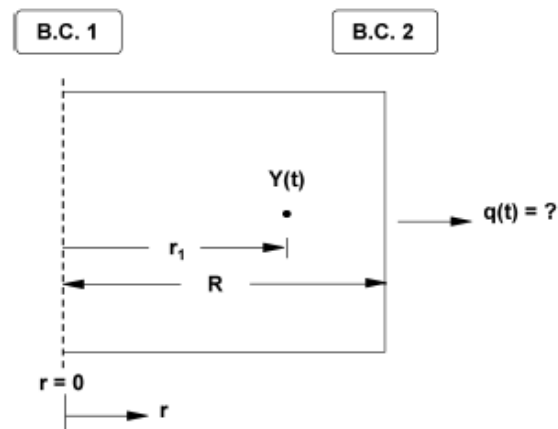 B.C. 1
B.C. 2
Y(t)
q(t) = ?
r₁
R
r = 0
r